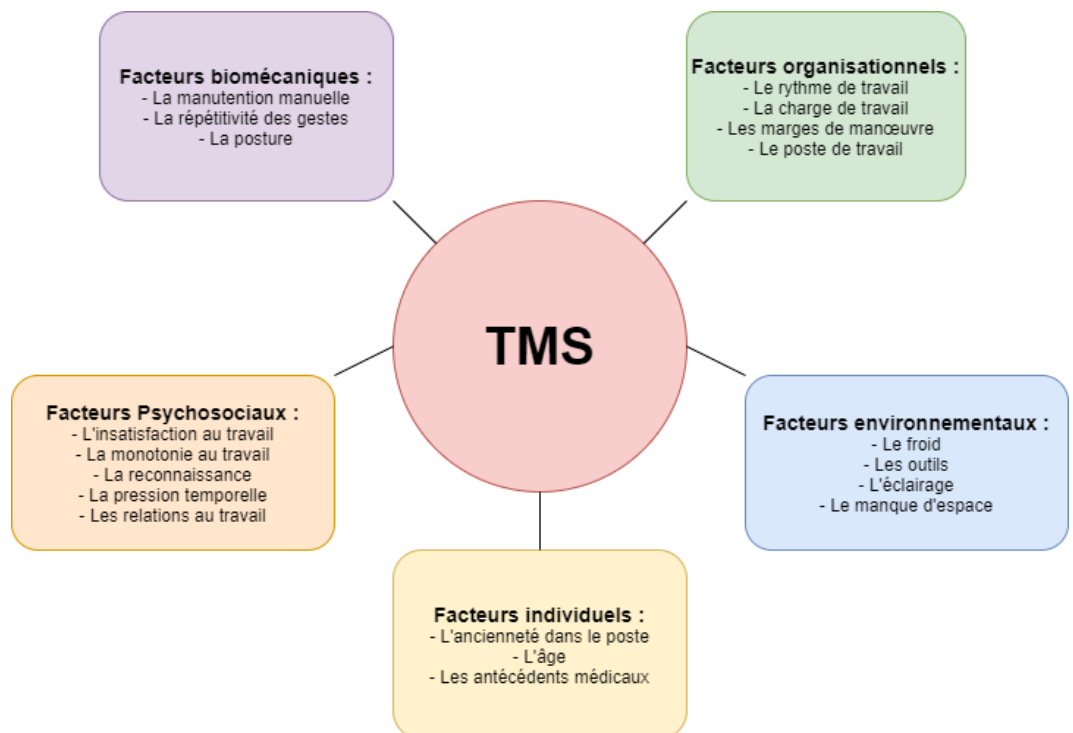 Facteurs biomécaniques :
- La manutention manuelle
- La répétitivité des gestes
- La posture
Facteurs organisationnels :
- Le rythme de travail
- La charge de travail
- Les marges de manœuvre
- Le poste de travail
TMS
Facteurs Psychosociaux :
- L'insatisfaction au travail
- La monotonie au travail
- La reconnaissance
- La pression temporelle
- Les relations au travail
Facteurs environnementaux :
- Le froid
- Les outils
- L'éclairage
- Le manque d'espace
Facteurs individuels :
- L'ancienneté dans le poste
- L'âge
- Les antécédents médicaux